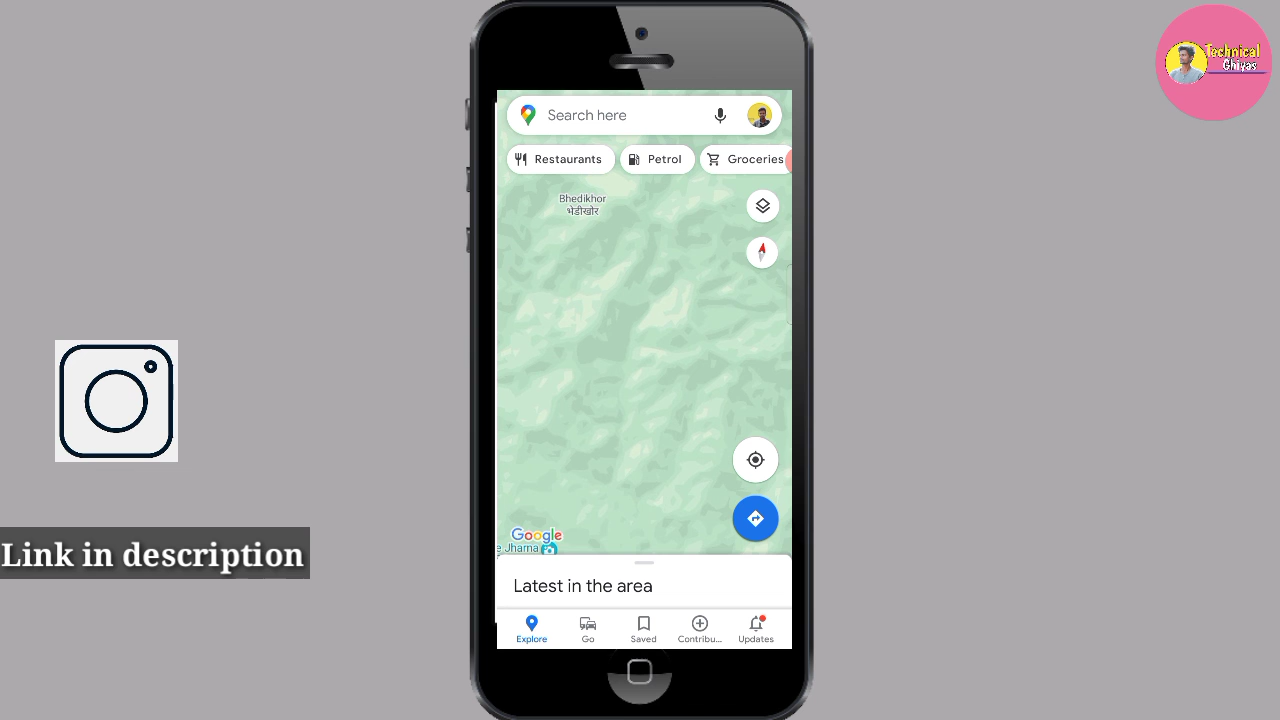 Technical
Ghiyas
Search here
Restaurants
Petrol
Groceries
Bhedikhor
भेडीखोर
Google
e Jharna
Latest in the area
Explore
Go
Saved
Contribu...
Updates
Link in description